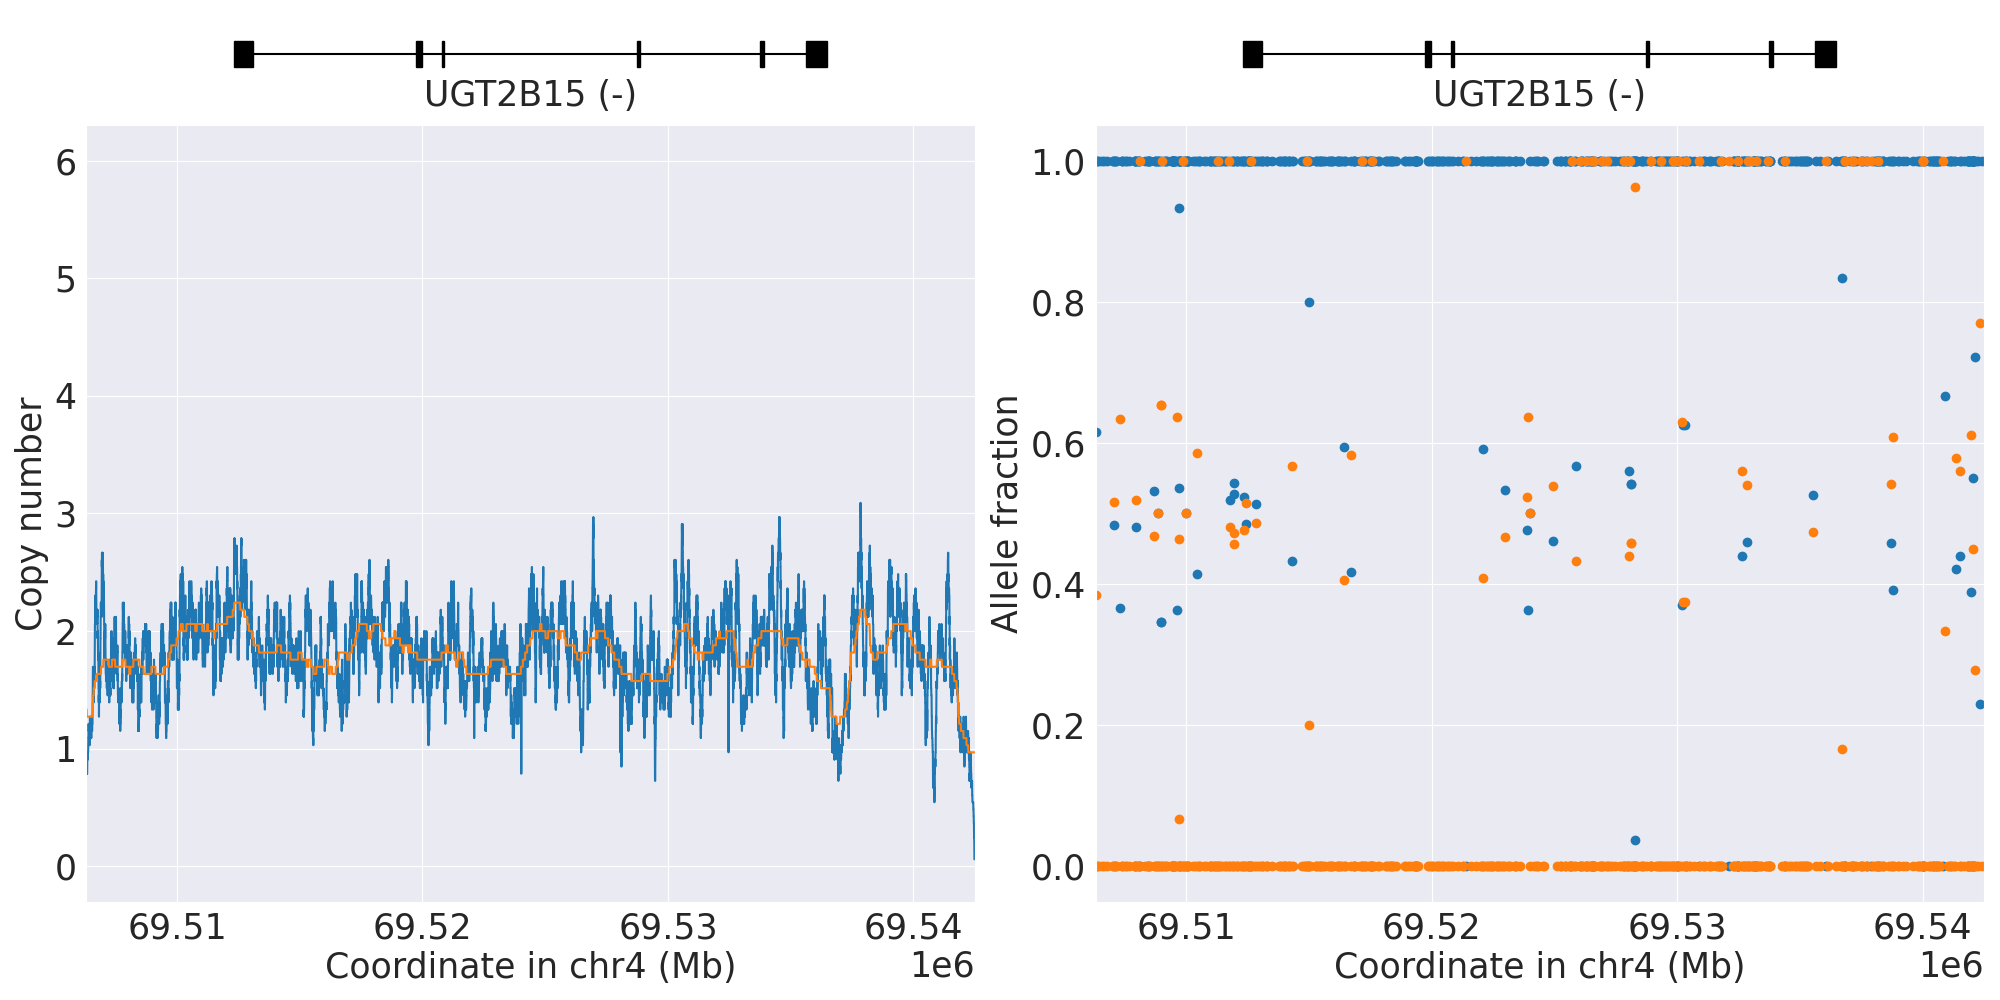 UGT2B15 (-)
6
5
4
3
2
1
0
Copy number
69.51 69.52 69.53 69.54
Coordinate in chr4 (Mb) 1e6
UGT2B15 (-)
1.0
0.8
0.6
0.4
0.2
0.0
Allele fraction
69.51 69.52 69.53 69.54
Coordinate in chr4 (Mb) 1e6